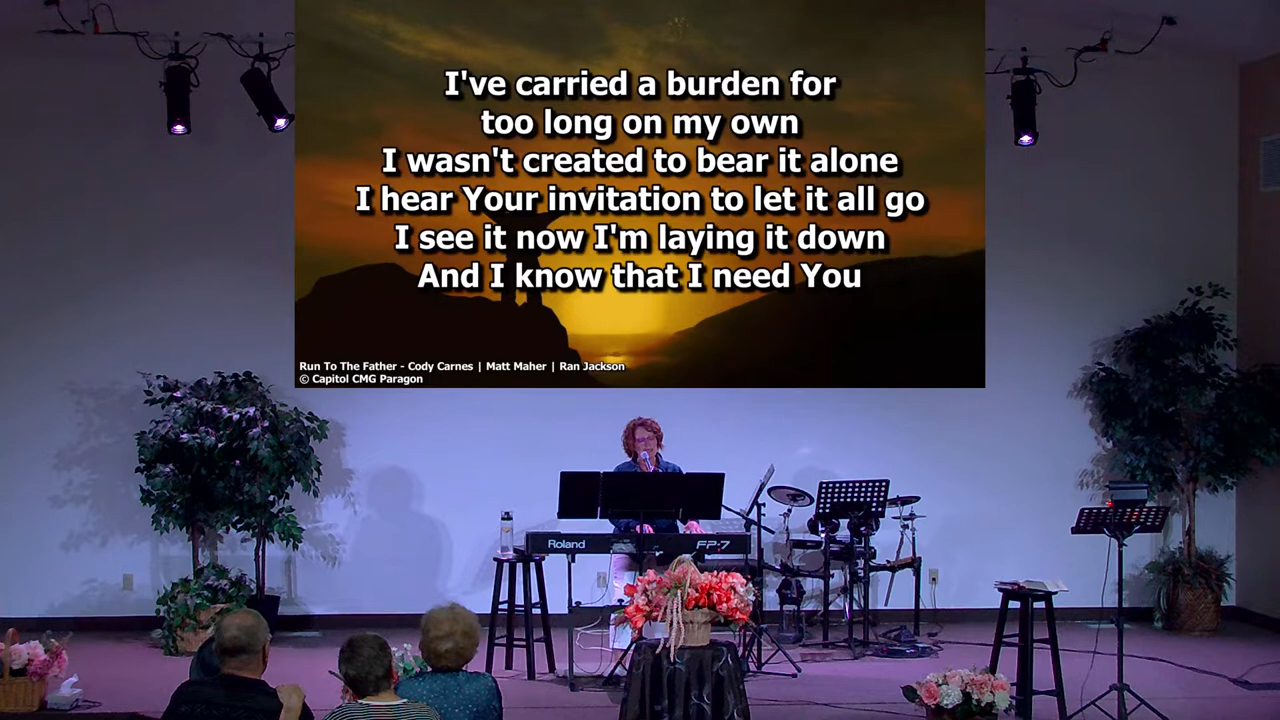 I've carried a burden for
too long on my own
I wasn't created to bear it alone
I hear Your invitation to let it all go
I see it now I'm laying it down
And I know that I need You
Run To The Father - Cody Carnes | Matt Maher | Ran Jackson
© Capitol CMG Paragon
Roland FP-7